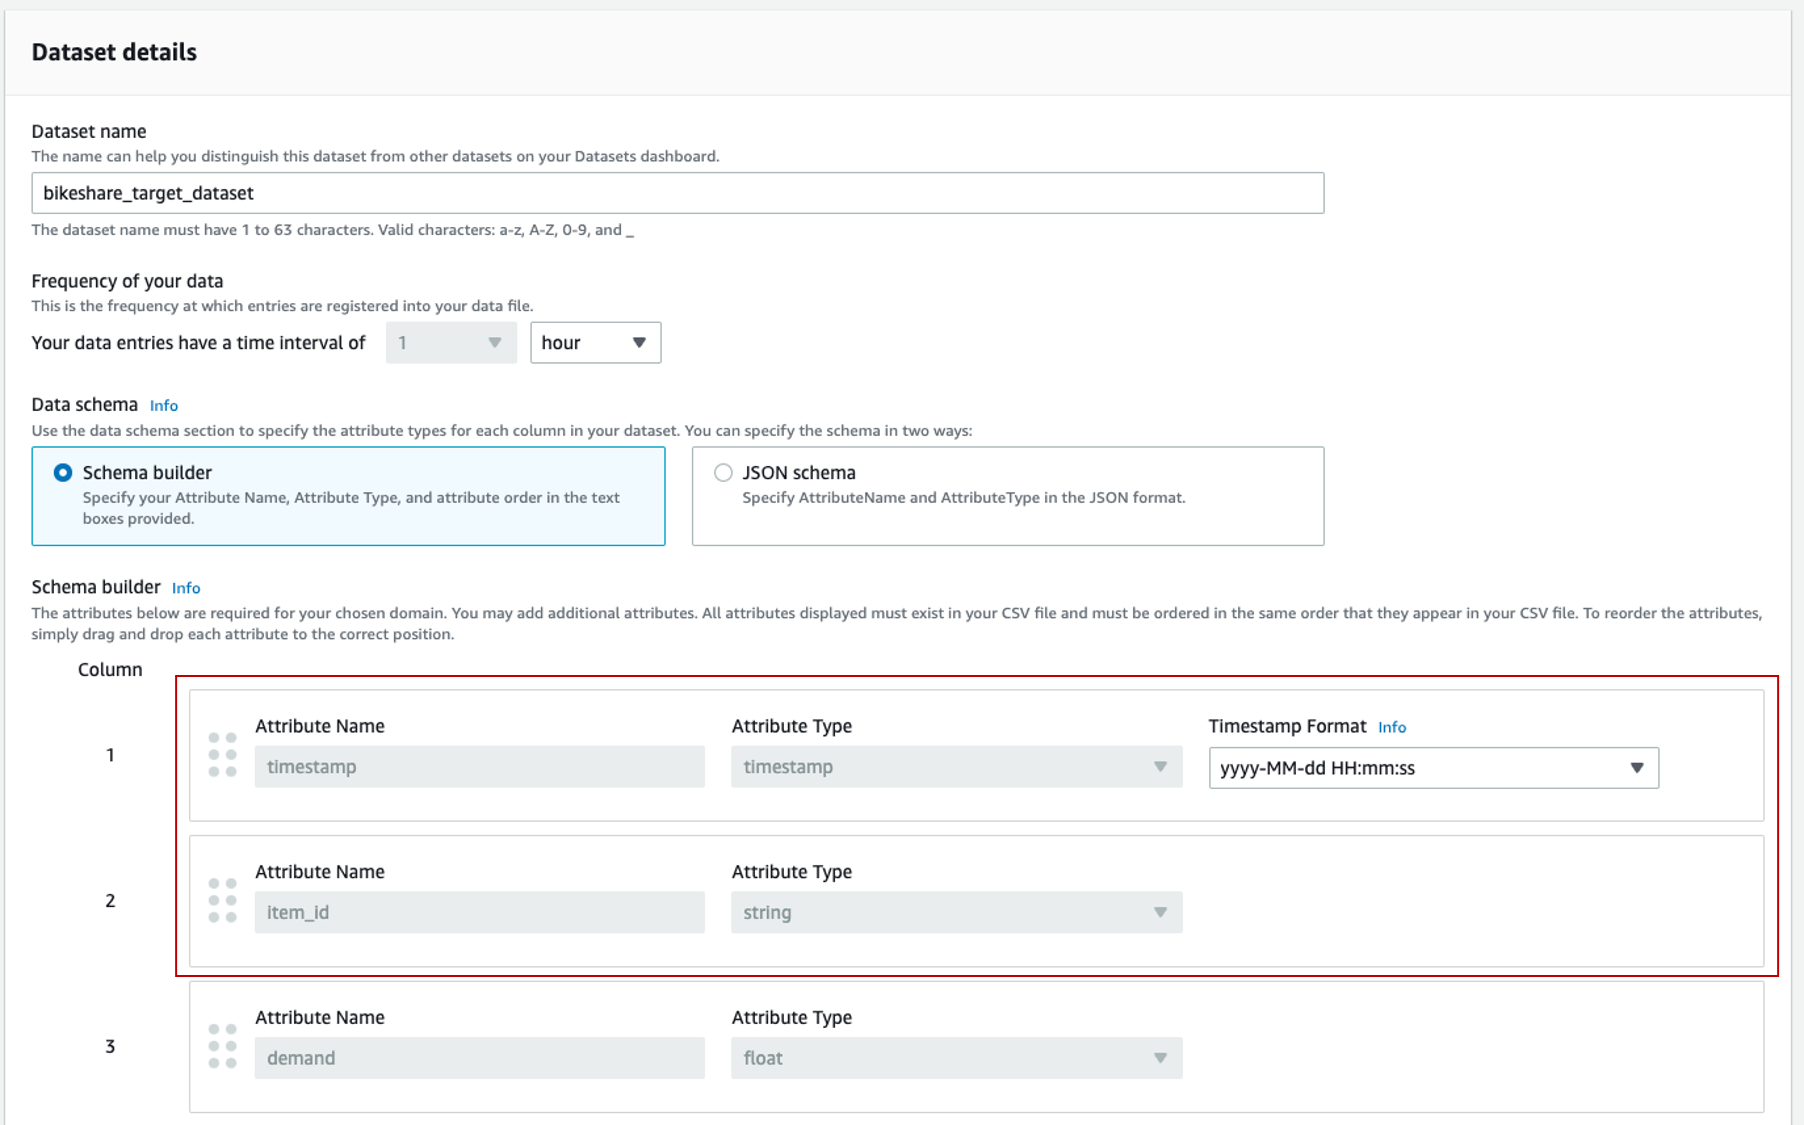 Dataset details
Dataset name
The name can help you distinguish this dataset from other datasets on your Datasets dashboard.
bikeshare_target_dataset
The dataset name must have 1 to 63 characters. Valid characters: a-z, A-Z, 0-9, and _
Frequency of your data
This is the frequency at which entries are registered into your data file.
Your data entries have a time interval of 1 hour
Data schema Info
Use the data schema section to specify the attribute types for each column in your dataset. You can specify the schema in two ways:
Schema builder
Specify your Attribute Name, Attribute Type, and attribute order in the text
boxes provided.
JSON schema
Specify AttributeName and AttributeType in the JSON format.
Schema builder Info
The attributes below are required for your chosen domain. You may add additional attributes. All attributes displayed must exist in your CSV file and must be ordered in the same order that they appear in your CSV file. To reorder the attributes,
simply drag and drop each attribute to the correct position.
Column
Attribute Name Attribute Type Timestamp Format Info
1 timestamp timestamp yyyy-MM-dd HH:mm:ss
Attribute Name Attribute Type
2 item_id string
Attribute Name Attribute Type
3 demand float